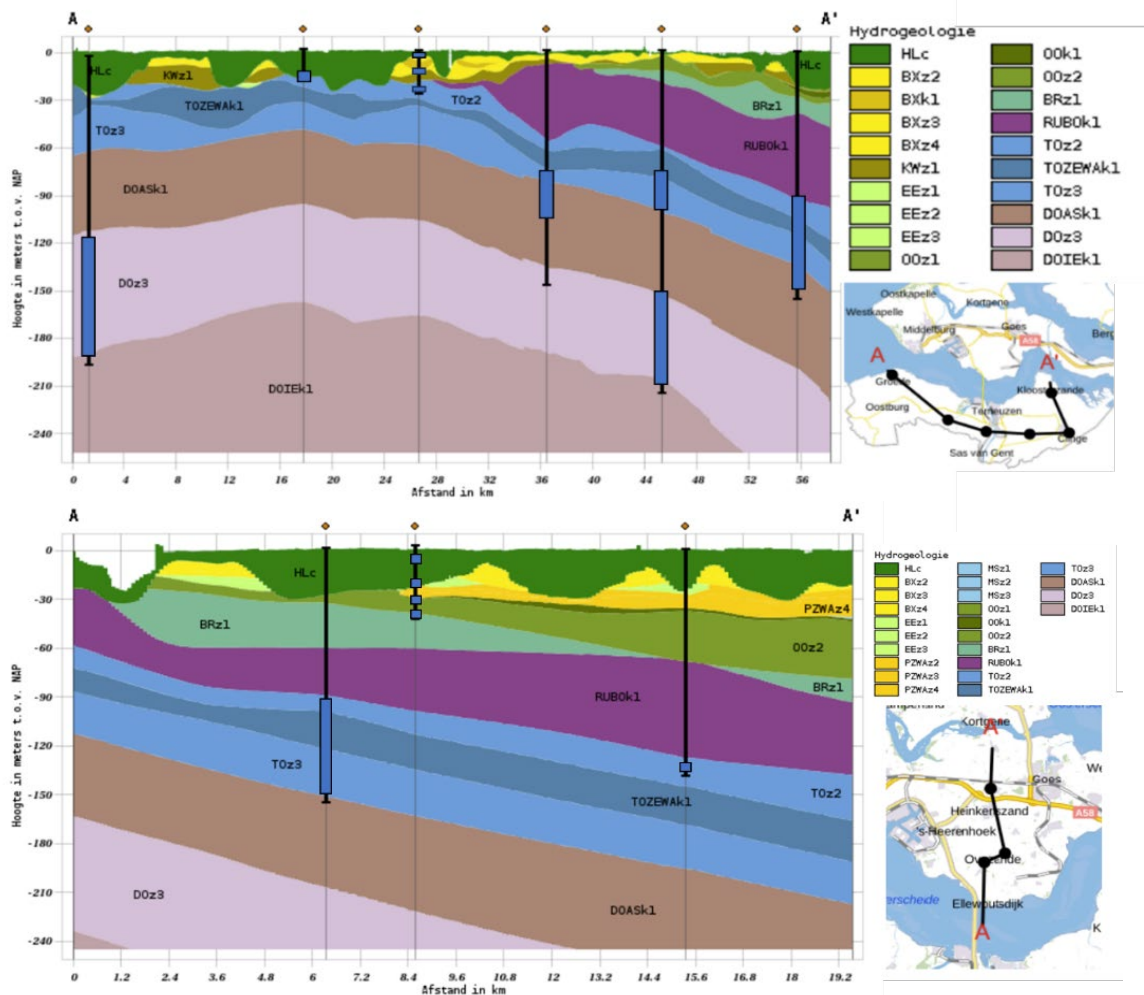 A
A'
Hoogte in meters t.o.v. NAP
0
-30
-60
-90
-120
-150
-180
-210
-240
HLc
KWz1
TOZEWAk1
TOz2
HLc
BRz1
TOz3
RUBOk1
DOASk1
DOz3
DOIEk1
0 4 8 12 16 20 24 28 32 36 40 44 48 52 56
Afstand in km
Hydrogeologie
HLc
BXz2
BXk1
BXz3
BXz4
KWz1
EEz1
EEz2
EEz3
OOz1
OOk1
OOz2
BRz1
RUBOk1
TOz2
TOZEWAk1
TOz3
DOASk1
DOz3
DOIEk1
Oostkapelle
Kortgene
Westkapelle
Middelburg
Goes
A58
Berg
A
A'
Groede
Oostburg
Terneuzen
Sas van Gent
A
A'
Hoogte in meters t.o.v. NAP
0
-30
-60
-90
-120
-150
-180
-210
-240
HLc
PZWAz4
BRz1
OOz2
BRz1
RUBOk1
TOz3
TOZEWAk1
TOz2
DOz3
DOASk1
0 1.2 2.4 3.6 4.8 6 7.2 8.4 9.6 10.8 12 13.2 14.4 15.6 16.8 18 19.2
Afstand in km
Hydrogeologie
HLc
BXz2
BXz3
BXz4
EEz1
EEz2
EEz3
PZWAz2
PZWAz3
PZWAz4
MSz1
MSz2
MSz3
OOz1
OOk1
OOz2
BRz1
RUBOk1
TOz2
TOZEWAk1
TOz3
DOASk1
DOz3
DOIEk1
Kortgene
A'
Goes
We
Heinkenszand
A58
's-Heerenhoek
erschelde
Ellewoutsdijk
A
K